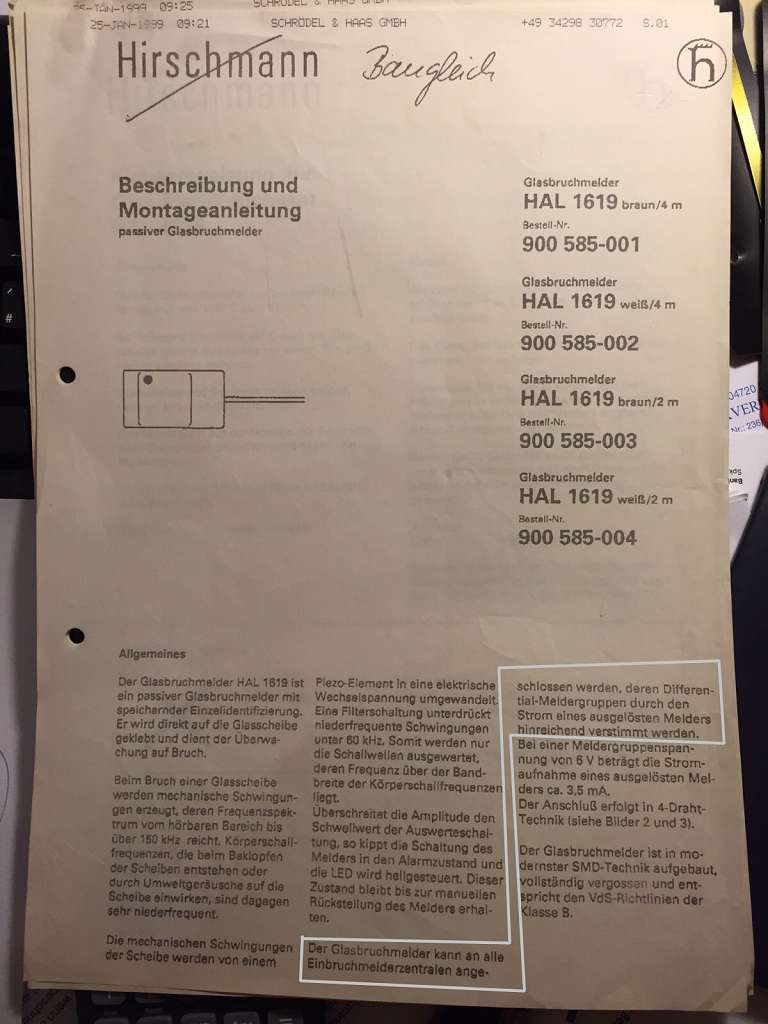 25-JAN-1999 09:25 SCHRÖDEL & HAAS GMBH
25-JAN-1999 09:21 SCHRÖDEL & HAAS GMBH +49 34298 30772 S.01
Hirschmann
Baugleich
Beschreibung und
Montageanleitung
passiver Glasbruchmelder
Glasbruchmelder
HAL 1619 braun/4 m
Bestell-Nr.
900 585-001
Glasbruchmelder
HAL 1619 weiß/4 m
Bestell-Nr.
900 585-002
Glasbruchmelder
HAL 1619 braun/2 m
Bestell-Nr.
900 585-003
Glasbruchmelder
HAL 1619 weiß/2 m
Bestell-Nr.
900 585-004
Allgemeines
Der Glasbruchmelder HAL 1619 ist
ein passiver Glasbruchmelder mit
speichernder Einzelidentifizierung.
Er wird direkt auf die Glasscheibe
geklebt und dient der Überwa-
chung auf Bruch.
Beim Bruch einer Glasscheibe
werden mechanische Schwingun-
gen erzeugt, deren Frequenzspek-
trum vom hörbaren Bereich bis
über 150 kHz reicht. Körperschall-
frequenzen, die beim Beklopfen
der Scheiben entstehen oder
durch Umweltgeräusche auf die
Scheibe einwirken, sind dagegen
sehr niederfrequent.
Die mechanischen Schwingungen
der Scheibe werden von einem
Piezo-Element in eine elektrische
Wechselspannung umgewandelt.
Eine Filterschaltung unterdrückt
niederfrequente Schwingungen
unter 60 kHz. Somit werden nur
die Schallwellen ausgewertet,
deren Frequenz über der Band-
breite der Körperschallfrequenzen
liegt.
Überschreitet die Amplitude den
Schwellwert der Auswerteschal-
tung, so kippt die Schaltung des
Melders in den Alarmzustand und
die LED wird hellgesteuert. Dieser
Zustand bleibt bis zur manuellen
Rückstellung des Melders erhal-
ten.
Der Glasbruchmelder kann an alle
Einbruchmelderzentralen ange-
schlossen werden, deren Differen-
tial-Meldergruppen durch den
Strom eines ausgelösten Melders
hinreichend verstimmt werden.
Bei einer Meldergruppenspan-
nung von 6 V beträgt die Strom-
aufnahme eines ausgelösten Mel-
ders ca. 3,5 mA.
Der Anschluß erfolgt in 4-Draht-
Technik (siehe Bilder 2 und 3).
Der Glasbruchmelder ist in mo-
dernster SMD-Technik aufgebaut,
vollständig vergossen und ent-
spricht den VdS-Richtlinien der
Klasse B.
04720
Nr.: 236
#